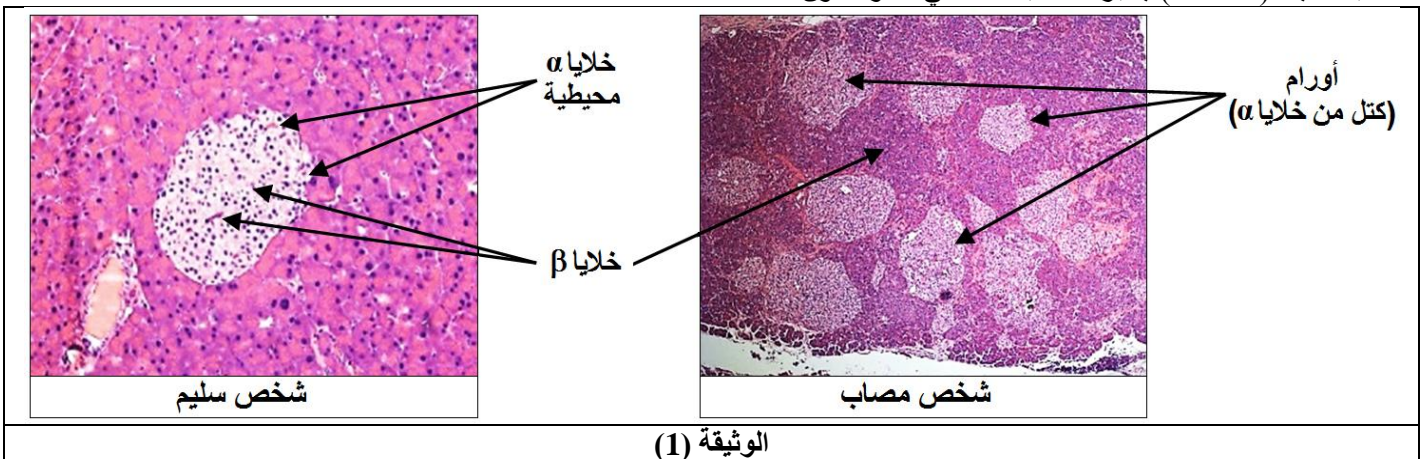 خلايا α
محيطية
خلايا β
أورام
(كتل من خلايا α)
شخص سليم
شخص مصاب
الوثيقة (1)